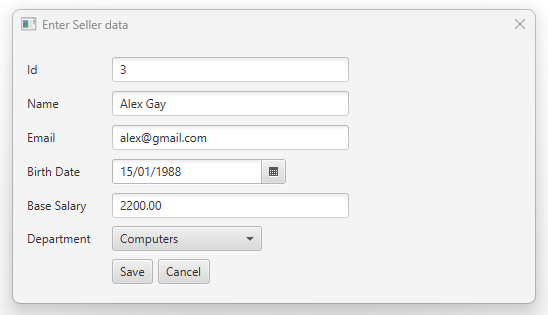 Enter Seller data
Id 3
Name Alex Gay
Email alex@gmail.com
Birth Date 15/01/1988
Base Salary 2200.00
Department Computers
Save Cancel